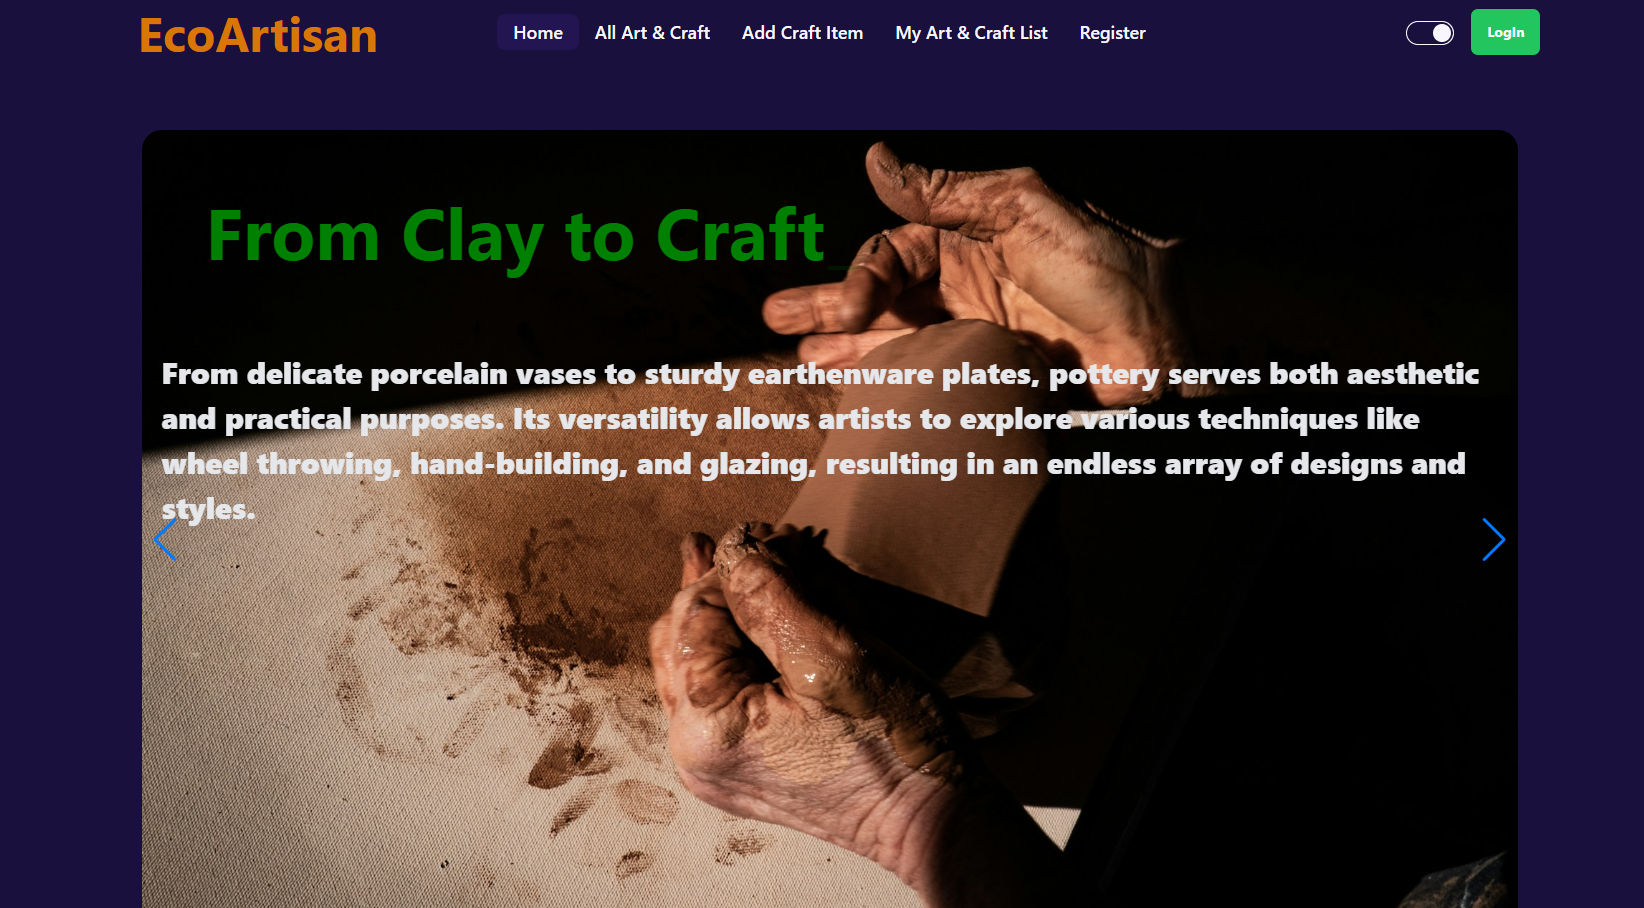 EcoArtisan
Home
All Art & Craft
Add Craft Item
My Art & Craft List
Register
LogIn
From Clay to Craft_
From delicate porcelain vases to sturdy earthenware plates, pottery serves both aesthetic
and practical purposes. Its versatility allows artists to explore various techniques like
wheel throwing, hand-building, and glazing, resulting in an endless array of designs and
styles.